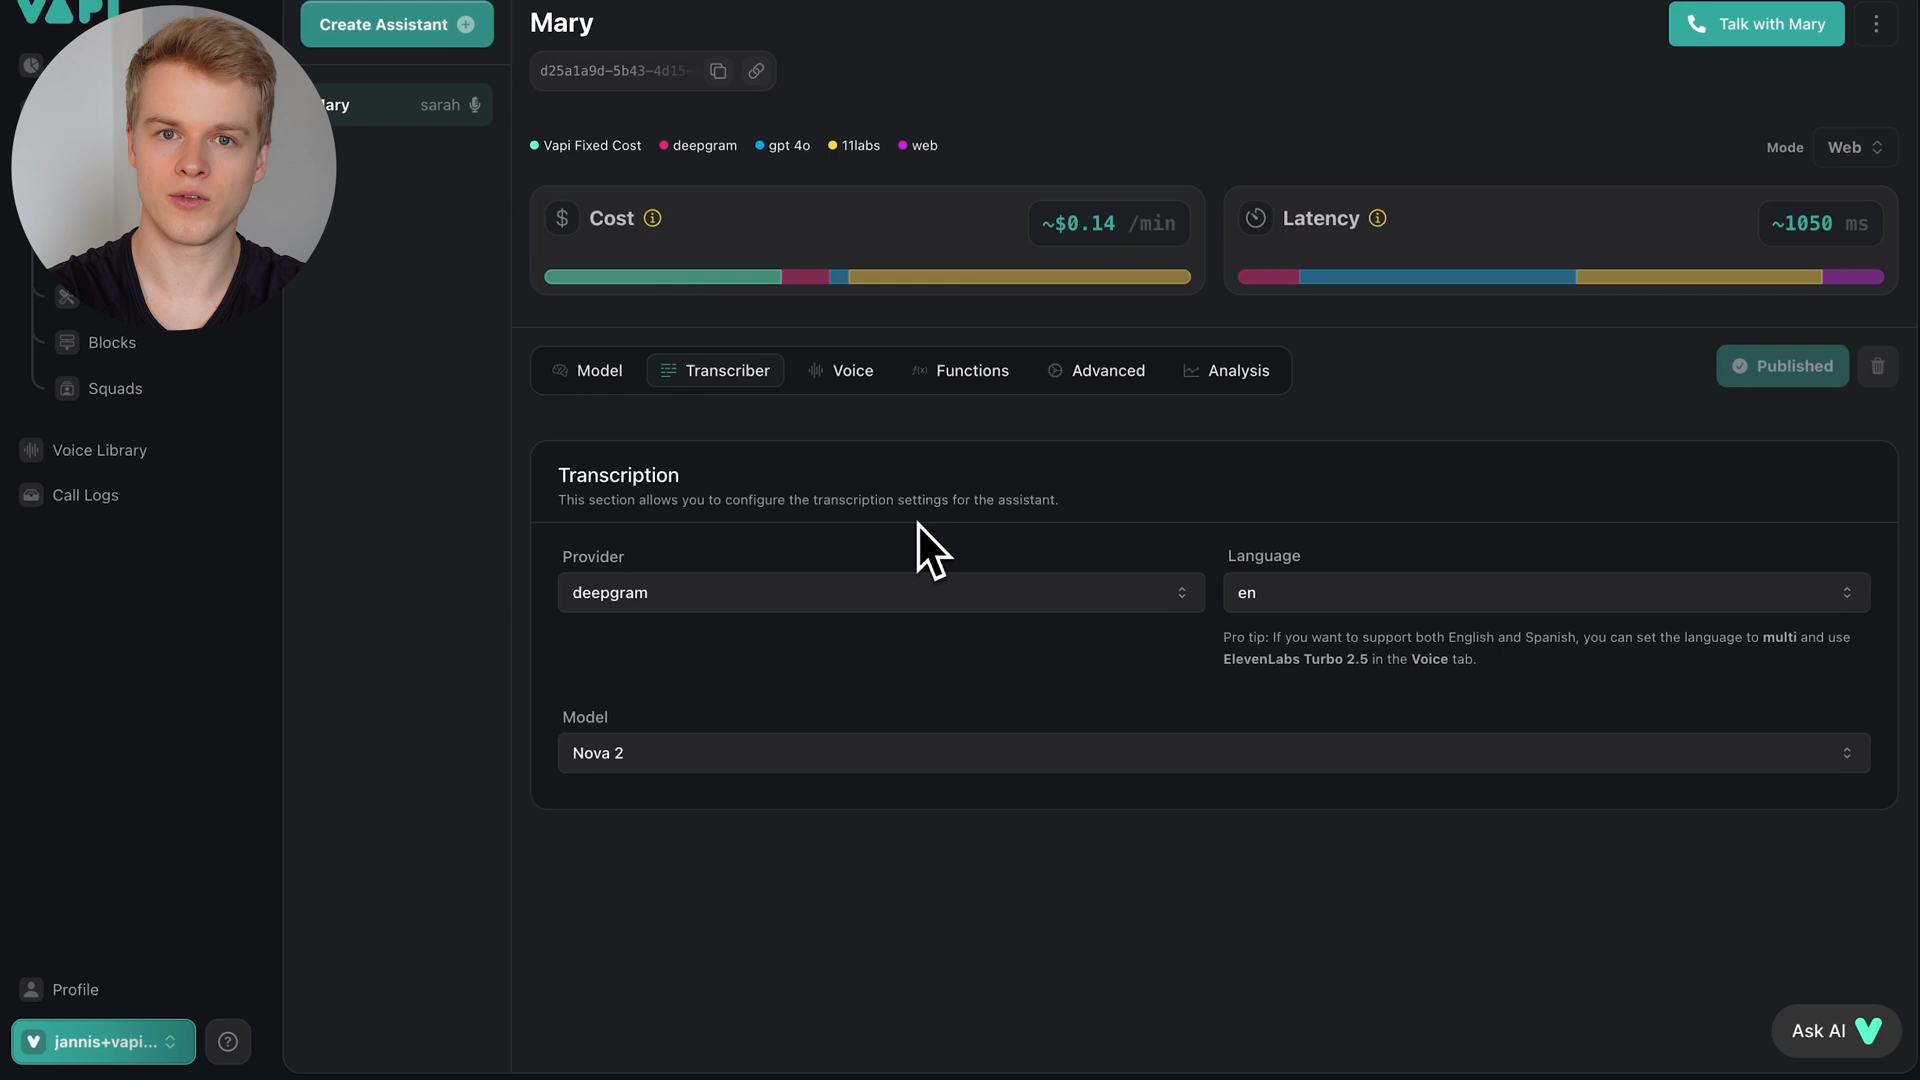 VAPI
Create Assistant
Mary
Talk with Mary
d25a1a9d-5b43-4d15-
ary
sarah
Vapi Fixed Cost
deepgram
gpt 4o
11labs
web
Mode
Web
$
Cost
~$0.14 /min
Latency
~1050 ms
Blocks
Squads
Model
Transcriber
Voice
Functions
Advanced
Analysis
Published
Voice Library
Call Logs
Transcription
This section allows you to configure the transcription settings for the assistant.
Provider
Language
deepgram
en
Pro tip: If you want to support both English and Spanish, you can set the language to multi and use
ElevenLabs Turbo 2.5 in the Voice tab.
Model
Nova 2
Profile
jannis+vapi...
Ask AI